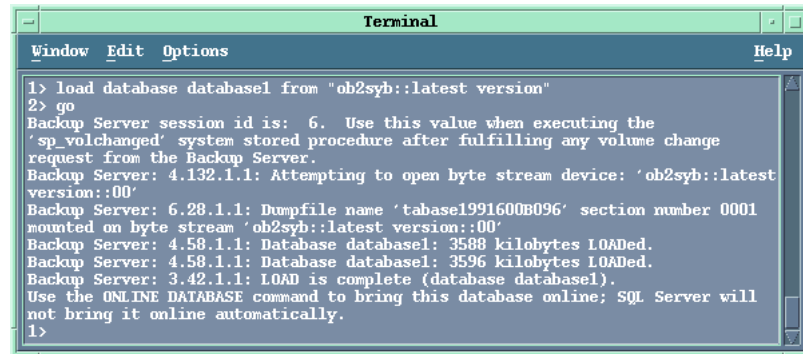 Terminal
Window Edit Options Help
1> load database database1 from "ob2syb::latest version"
2> go
Backup Server session id is:  6.  Use this value when executing the
'sp_volchanged' system stored procedure after fulfilling any volume change
request from the Backup Server.
Backup Server: 4.132.1.1: Attempting to open byte stream device: 'ob2syb::latest
version::00'
Backup Server: 6.28.1.1: Dumpfile name 'tabase1991600B096' section number 0001
mounted on byte stream 'ob2syb::latest version::00'
Backup Server: 4.58.1.1: Database database1: 3588 kilobytes LOADed.
Backup Server: 4.58.1.1: Database database1: 3596 kilobytes LOADed.
Backup Server: 3.42.1.1: LOAD is complete (database database1).
Use the ONLINE DATABASE command to bring this database online; SQL Server will
not bring it online automatically.
1>